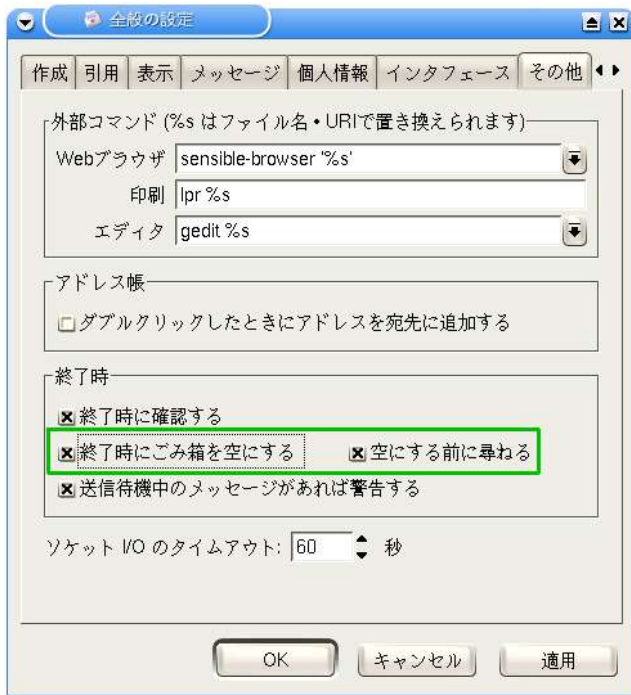 全般の設定
作成 引用 表示 メッセージ 個人情報 インタフェース その他
外部コマンド (%s はファイル名・URIで置き換えられます)
Webブラウザ sensible-browser '%s'
印刷 lpr %s
エディタ gedit %s
アドレス帳
ダブルクリックしたときにアドレスを宛先に追加する
終了時
終了時に確認する
終了時にごみ箱を空にする 空にする前に尋ねる
送信待機中のメッセージがあれば警告する
ソケット I/O のタイムアウト: 60 秒
OK キャンセル 適用